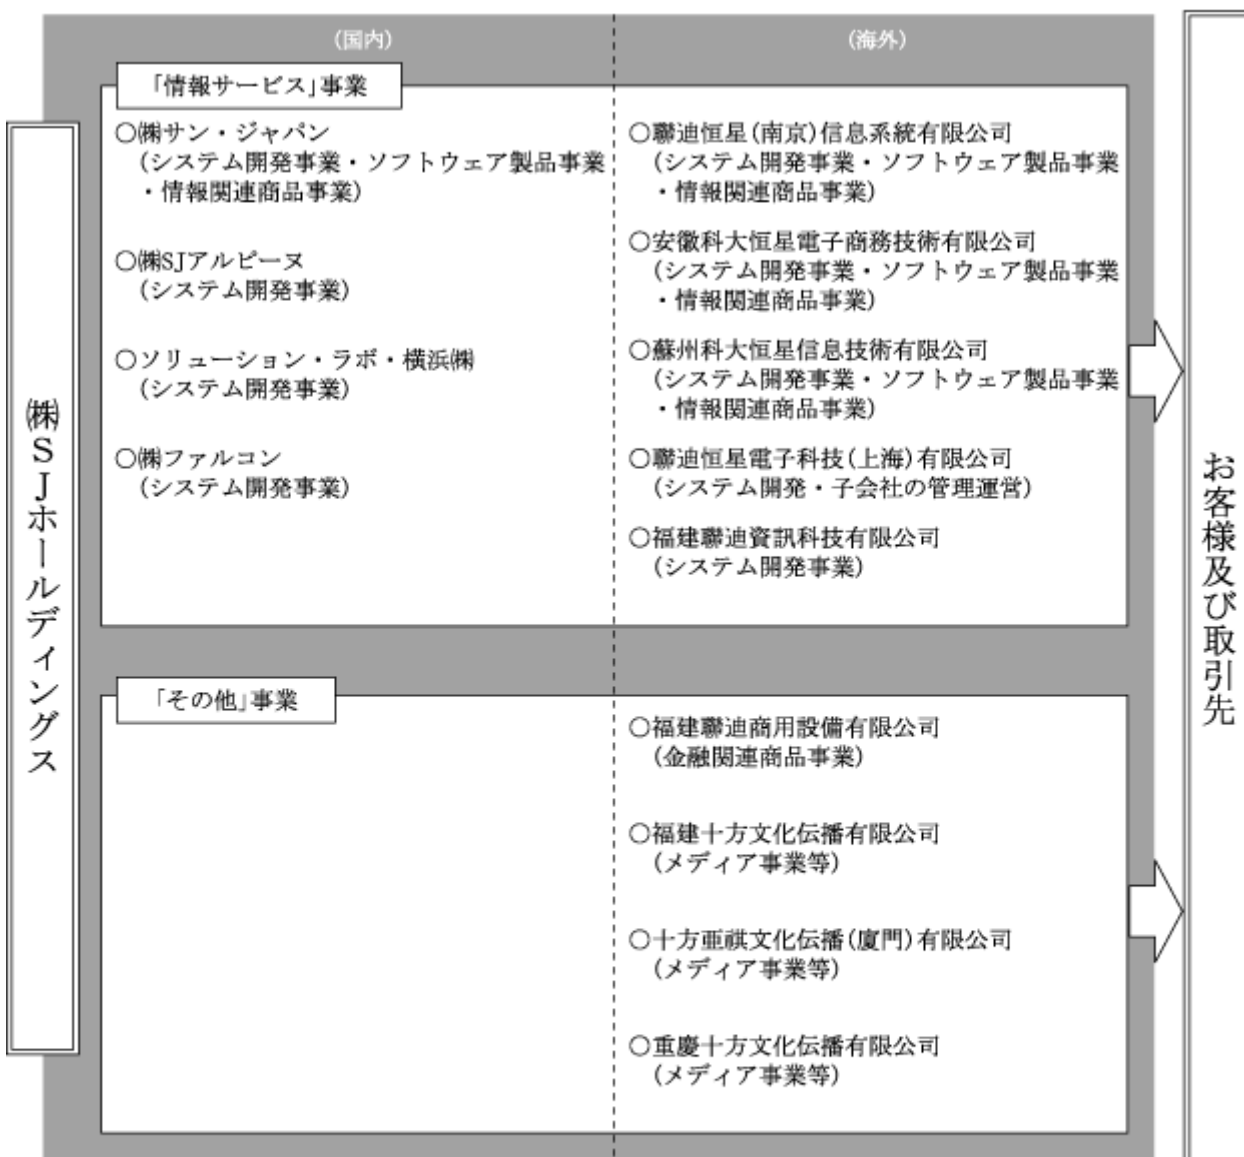 (国内)
(海外)
「情報サービス」事業
○㈱サン・ジャパン
(システム開発事業・ソフトウェア製品事業
・情報関連商品事業)
○㈱SJアルピーヌ
(システム開発事業)
○ソリューション・ラボ・横浜㈱
(システム開発事業)
○㈱ファルコン
(システム開発事業)
○聯迪恒星(南京)信息系統有限公司
(システム開発事業・ソフトウェア製品事業
・情報関連商品事業)
○安徽科大恒星電子商務技術有限公司
(システム開発事業・ソフトウェア製品事業
・情報関連商品事業)
○蘇州科大恒星信息技術有限公司
(システム開発事業・ソフトウェア製品事業
・情報関連商品事業)
○聯迪恒星電子科技(上海)有限公司
(システム開発・子会社の管理運営)
○福建聯迪資訊科技有限公司
(システム開発事業)
「その他」事業
○福建聯迪商用設備有限公司
(金融関連商品事業)
○福建十方文化伝播有限公司
(メディア事業等)
○十方亜祺文化伝播(廈門)有限公司
(メディア事業等)
○重慶十方文化伝播有限公司
(メディア事業等)
㈱SJホールディングス
お客様及び取引先